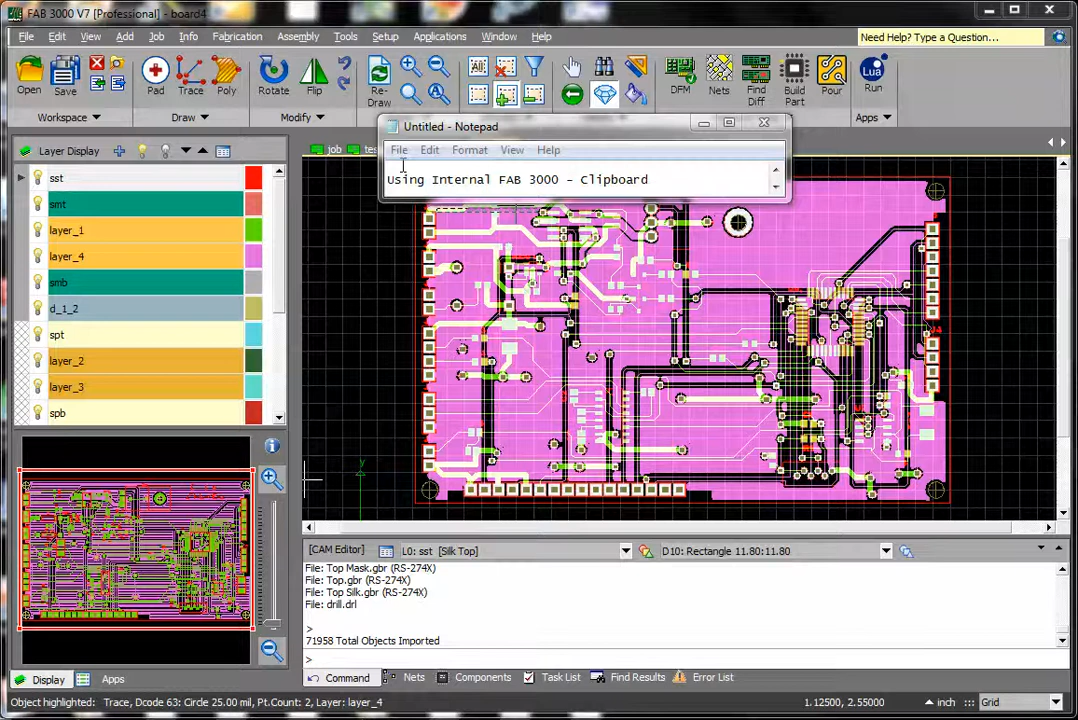 FAB 3000 V7 [Professional] - board4
File Edit View Add Job Info Fabrication Assembly Tools Setup Applications Window Help
Need Help? Type a Question...
Open Save Pad Trace Poly Rotate Flip Re-Draw All DFM Nets Find Diff Build Part Pour Lua Run
Workspace Draw Modify Apps
Untitled - Notepad
File Edit Format View Help
Using Internal FAB 3000 - Clipboard
Layer Display
job
sst
smt
layer_1
layer_4
smb
d_1_2
spt
layer_2
layer_3
spb
[CAM Editor] L0: sst [Silk Top] D10: Rectangle 11.80:11.80
File: Top Mask.gbr (RS-274X)
File: Top.gbr (RS-274X)
File: Top Silk.gbr (RS-274X)
File: drill.drl
>
71958 Total Objects Imported
>
Display Apps
Command Nets Components Task List Find Results Error List
Object highlighted: Trace, Dcode 63: Circle 25.00 mil, Pt.Count: 2, Layer: layer_4
1.12500, 2.55000 inch Grid